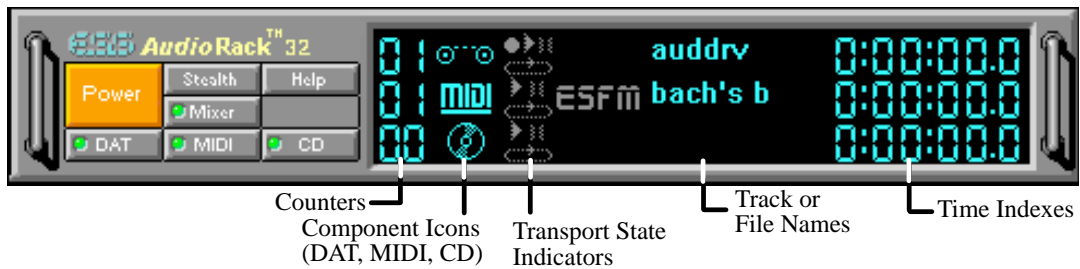 ESS AudioRack™32
Power
Stealth
Help
Mixer
DAT
MIDI
CD
01 auddrv 0:00:00.0
01 MIDI ESFM bach's b 0:00:00.0
00 0:00:00.0
Counters
Component Icons
(DAT, MIDI, CD)
Transport State
Indicators
Track or
File Names
Time Indexes